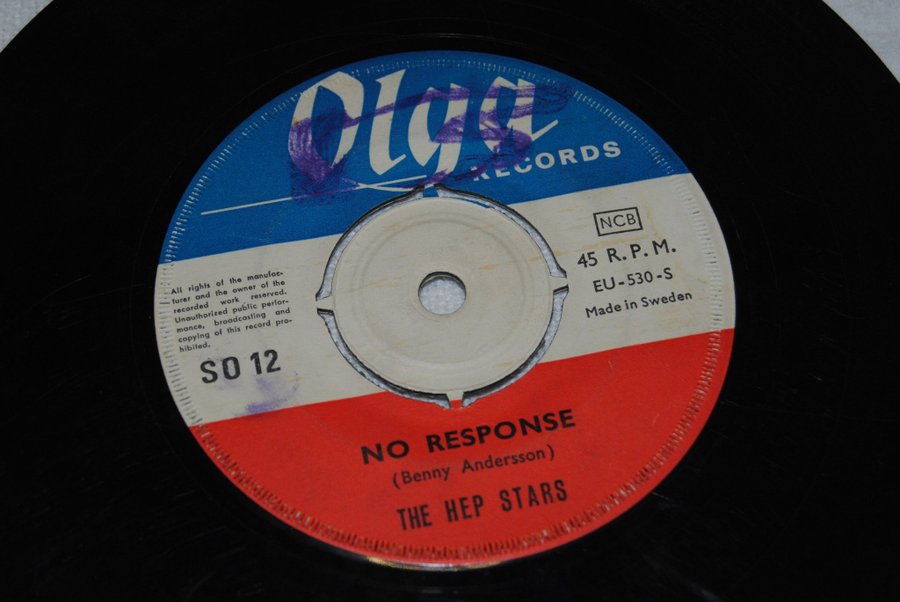 Olga
RECORDS
NCB
45 R.P.M.
EU-530-S
Made in Sweden
All rights of the manufac-
turer and the owner of the
recorded work reserved.
Unauthorized public perfor-
mance, broadcasting and
copying of this record pro-
hibited.
SO 12
NO RESPONSE
(Benny Andersson)
THE HEP STARS